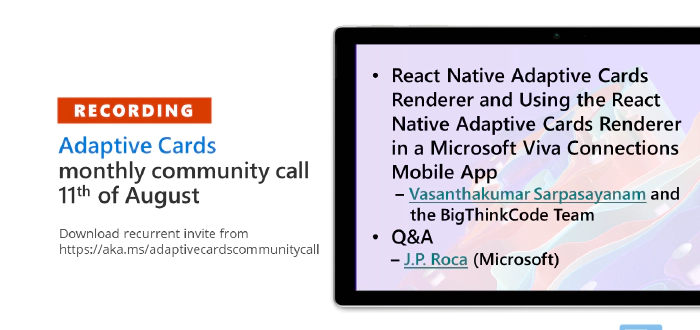 RECORDING
Adaptive Cards
monthly community call
11th of August
Download recurrent invite from
https://aka.ms/adaptivecardscommunitycall
• React Native Adaptive Cards
Renderer and Using the React
Native Adaptive Cards Renderer
in a Microsoft Viva Connections
Mobile App
– Vasanthakumar Sarpasayanam and
the BigThinkCode Team
• Q&A
– J.P. Roca (Microsoft)